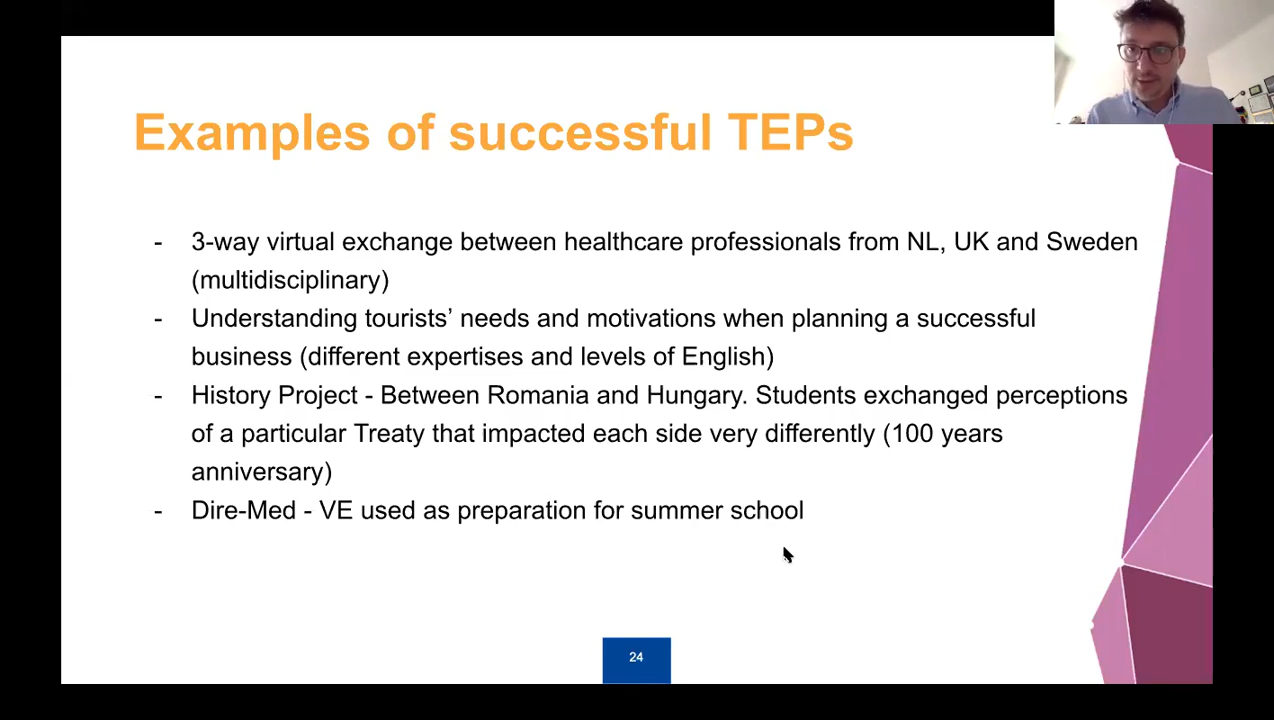 Examples of successful TEPs
- 3-way virtual exchange between healthcare professionals from NL, UK and Sweden
(multidisciplinary)
- Understanding tourists’ needs and motivations when planning a successful
business (different expertises and levels of English)
- History Project - Between Romania and Hungary. Students exchanged perceptions
of a particular Treaty that impacted each side very differently (100 years
anniversary)
- Dire-Med - VE used as preparation for summer school
24